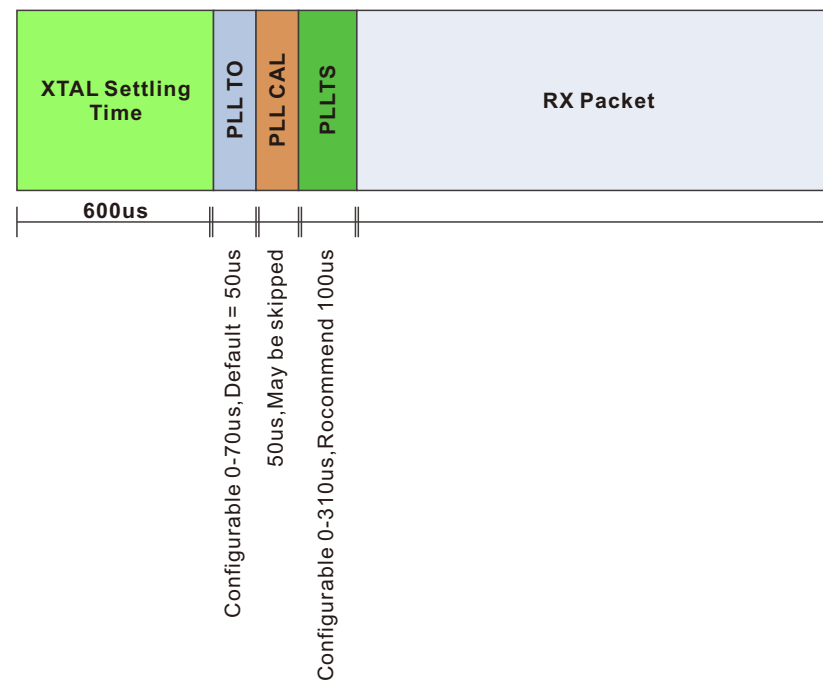 XTAL Settling
Time
PLL TO
PLL CAL
PLLTS
RX Packet
600us
Configurable 0-70us,Default = 50us
50us,May be skipped
Configurable 0-310us,Rocommend 100us